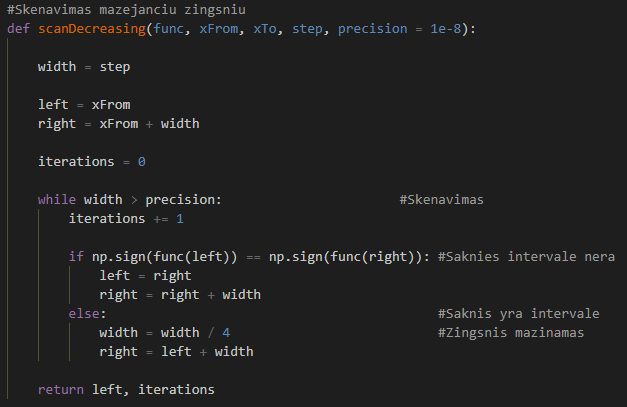 #Skenavimas mazejanciu zingsniu
def scanDecreasing(func, xFrom, xTo, step, precision = 1e-8):
width = step
left = xFrom
right = xFrom + width
iterations = 0
while width > precision: #Skenavimas
iterations += 1
if np.sign(func(left)) == np.sign(func(right)): #Saknies intervale nera
left = right
right = right + width
else: #Saknis yra intervale
width = width / 4 #Zingsnis mazinamas
right = left + width
return left, iterations